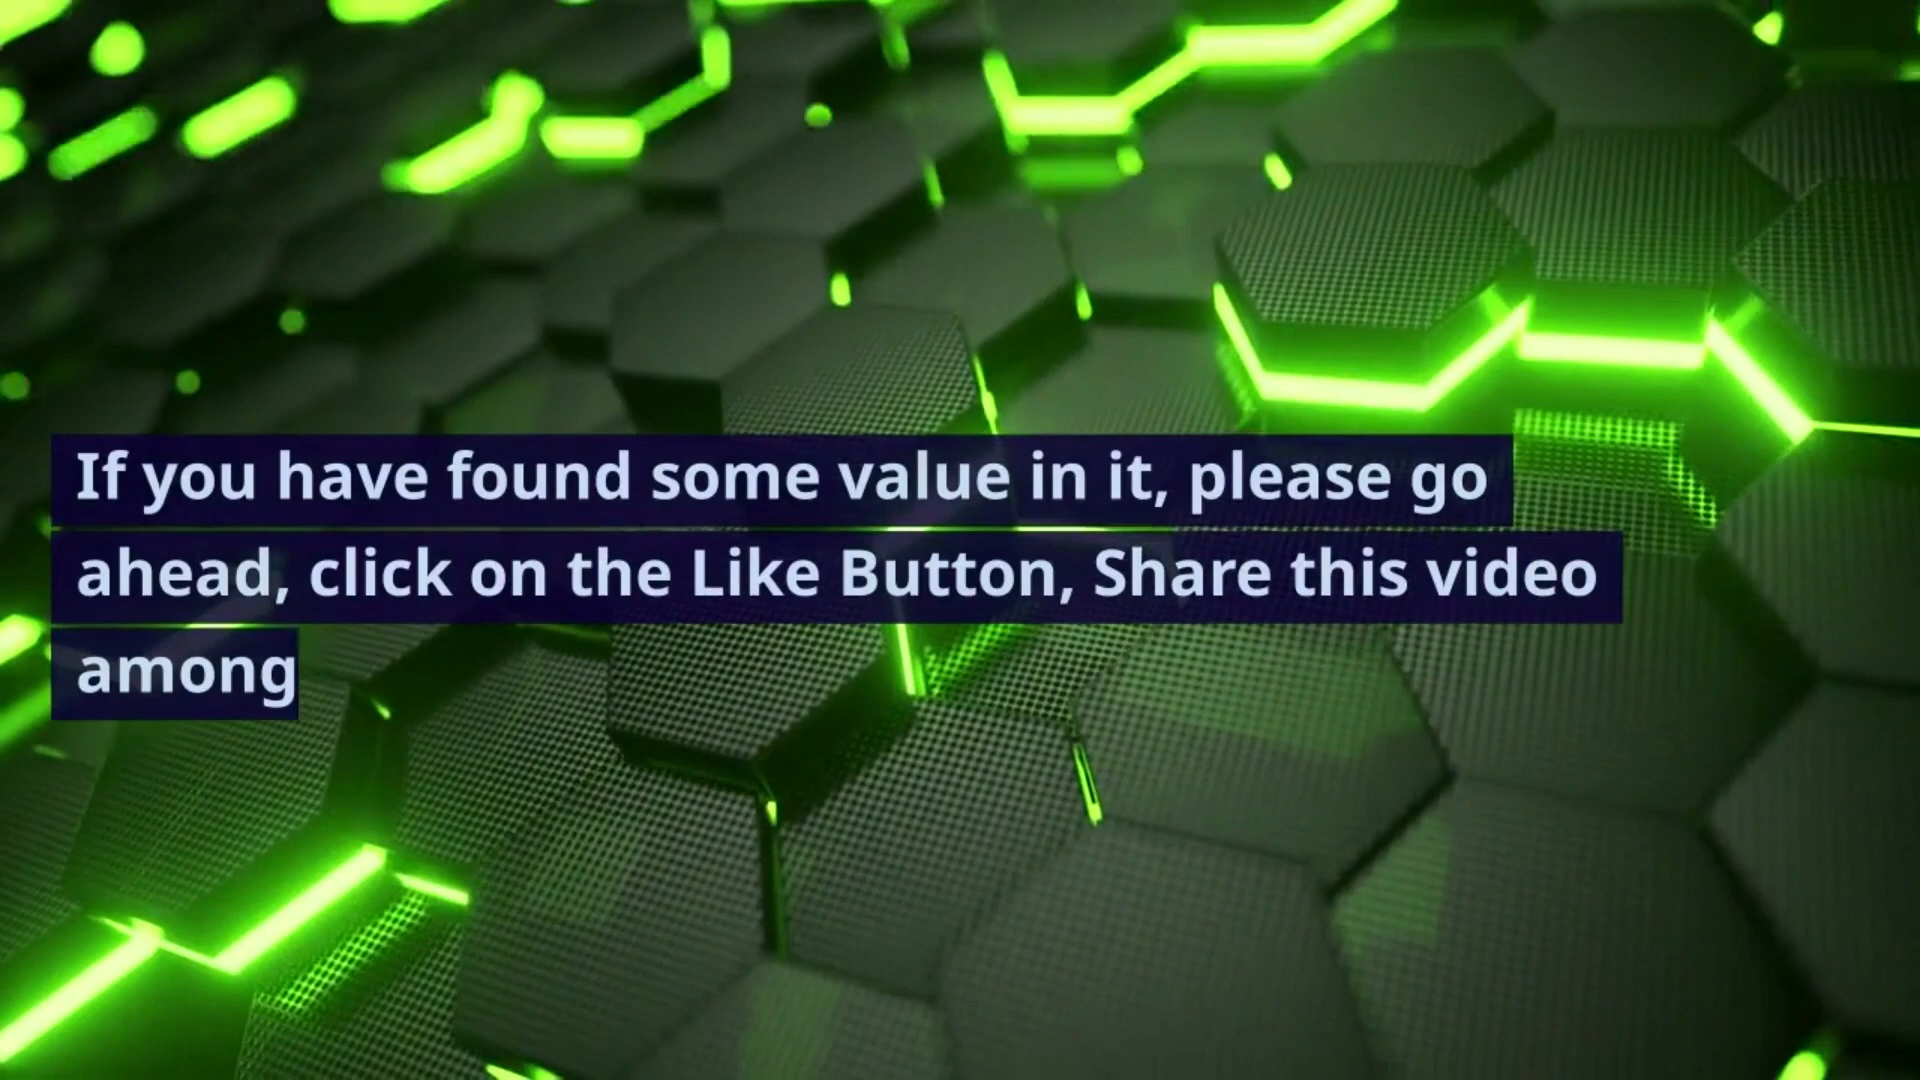 If you have found some value in it, please go
ahead, click on the Like Button, Share this video
among